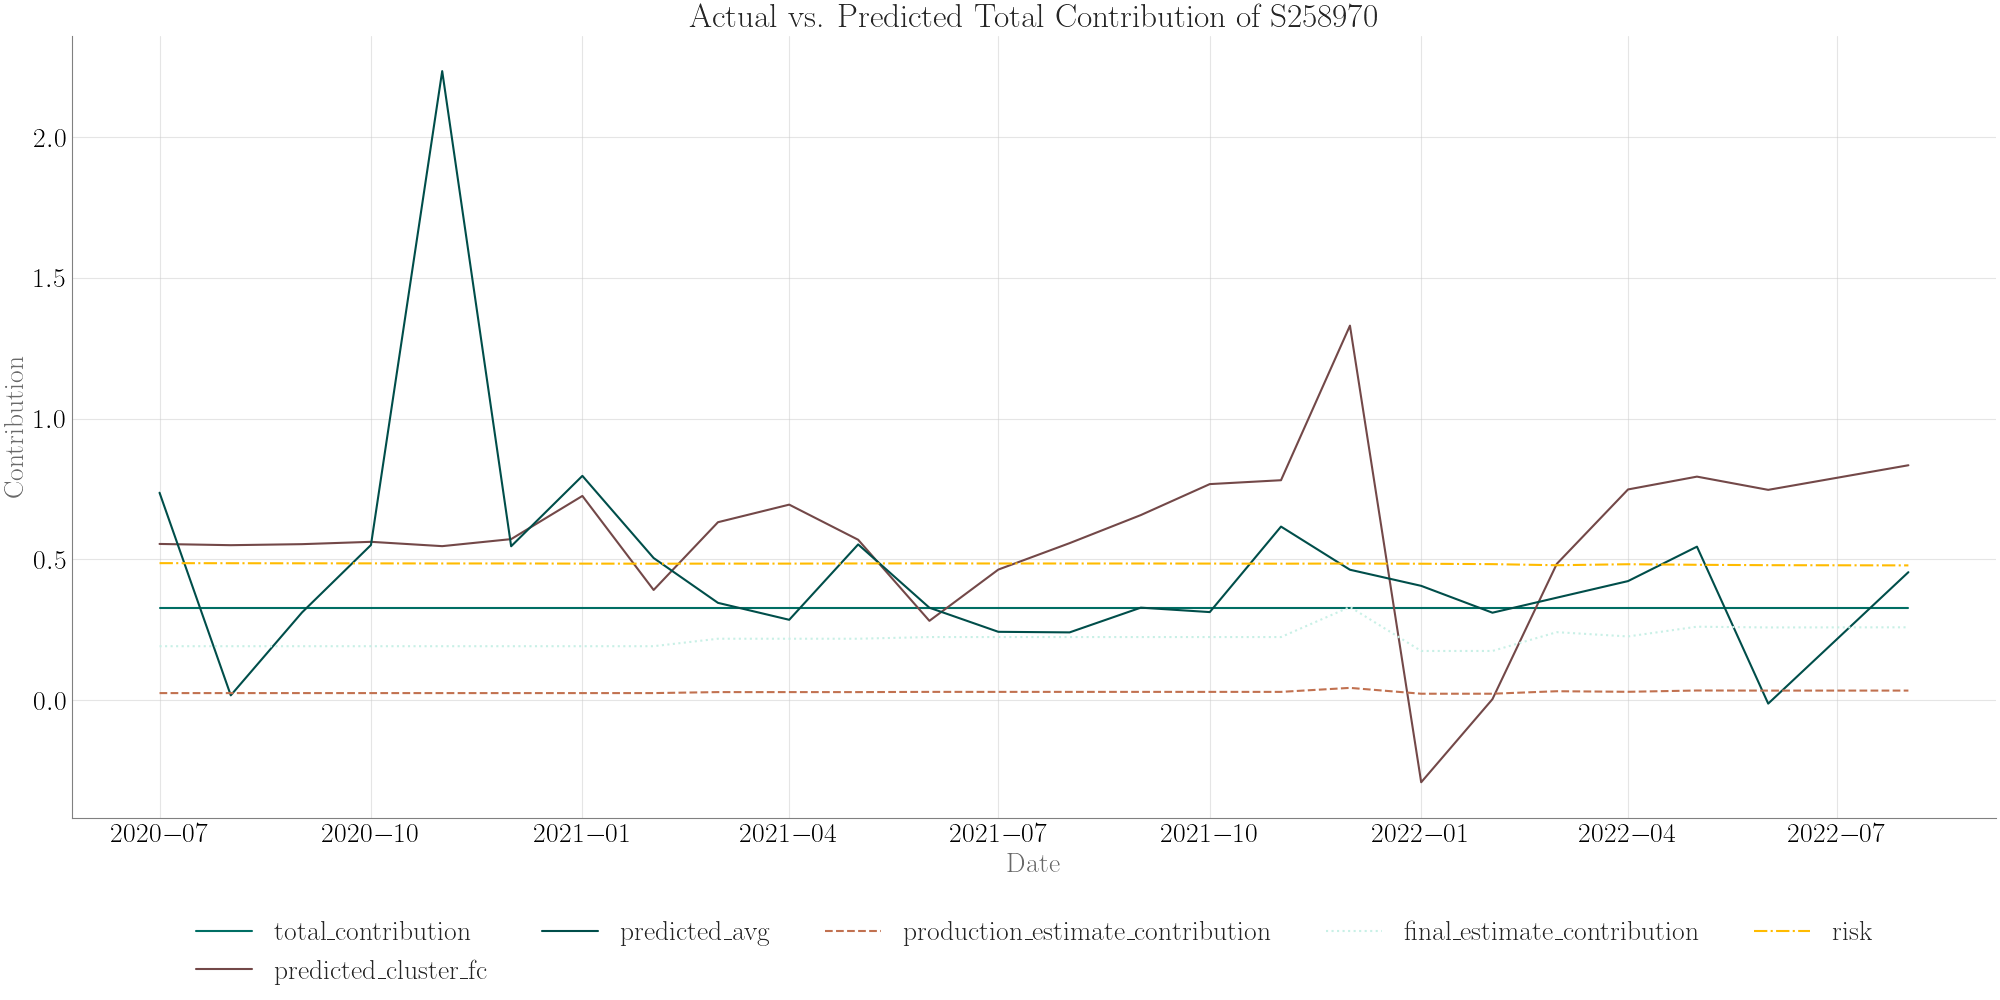 Actual vs. Predicted Total Contribution of S258970
Contribution
2.0
1.5
1.0
0.5
0.0
2020−07 2020−10 2021−01 2021−04 2021−07 2021−10 2022−01 2022−04 2022−07
Date
total_contribution predicted_avg production_estimate_contribution final_estimate_contribution risk
predicted_cluster_fc